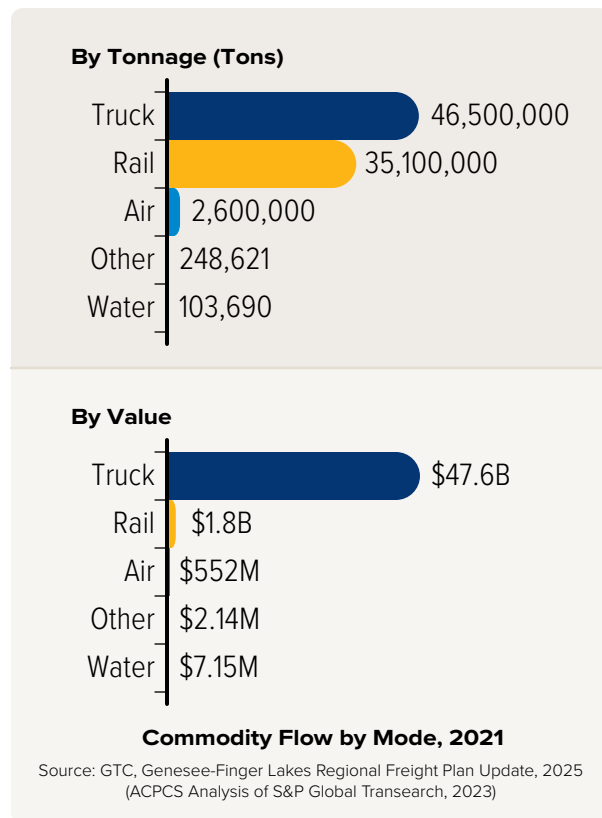 By Tonnage (Tons)
Truck 46,500,000
Rail 35,100,000
Air 2,600,000
Other 248,621
Water 103,690
By Value
Truck $47.6B
Rail $1.8B
Air $552M
Other $2.14M
Water $7.15M
Commodity Flow by Mode, 2021
Source: GTC, Genesee-Finger Lakes Regional Freight Plan Update, 2025
(ACPCS Analysis of S&P Global Transearch, 2023)